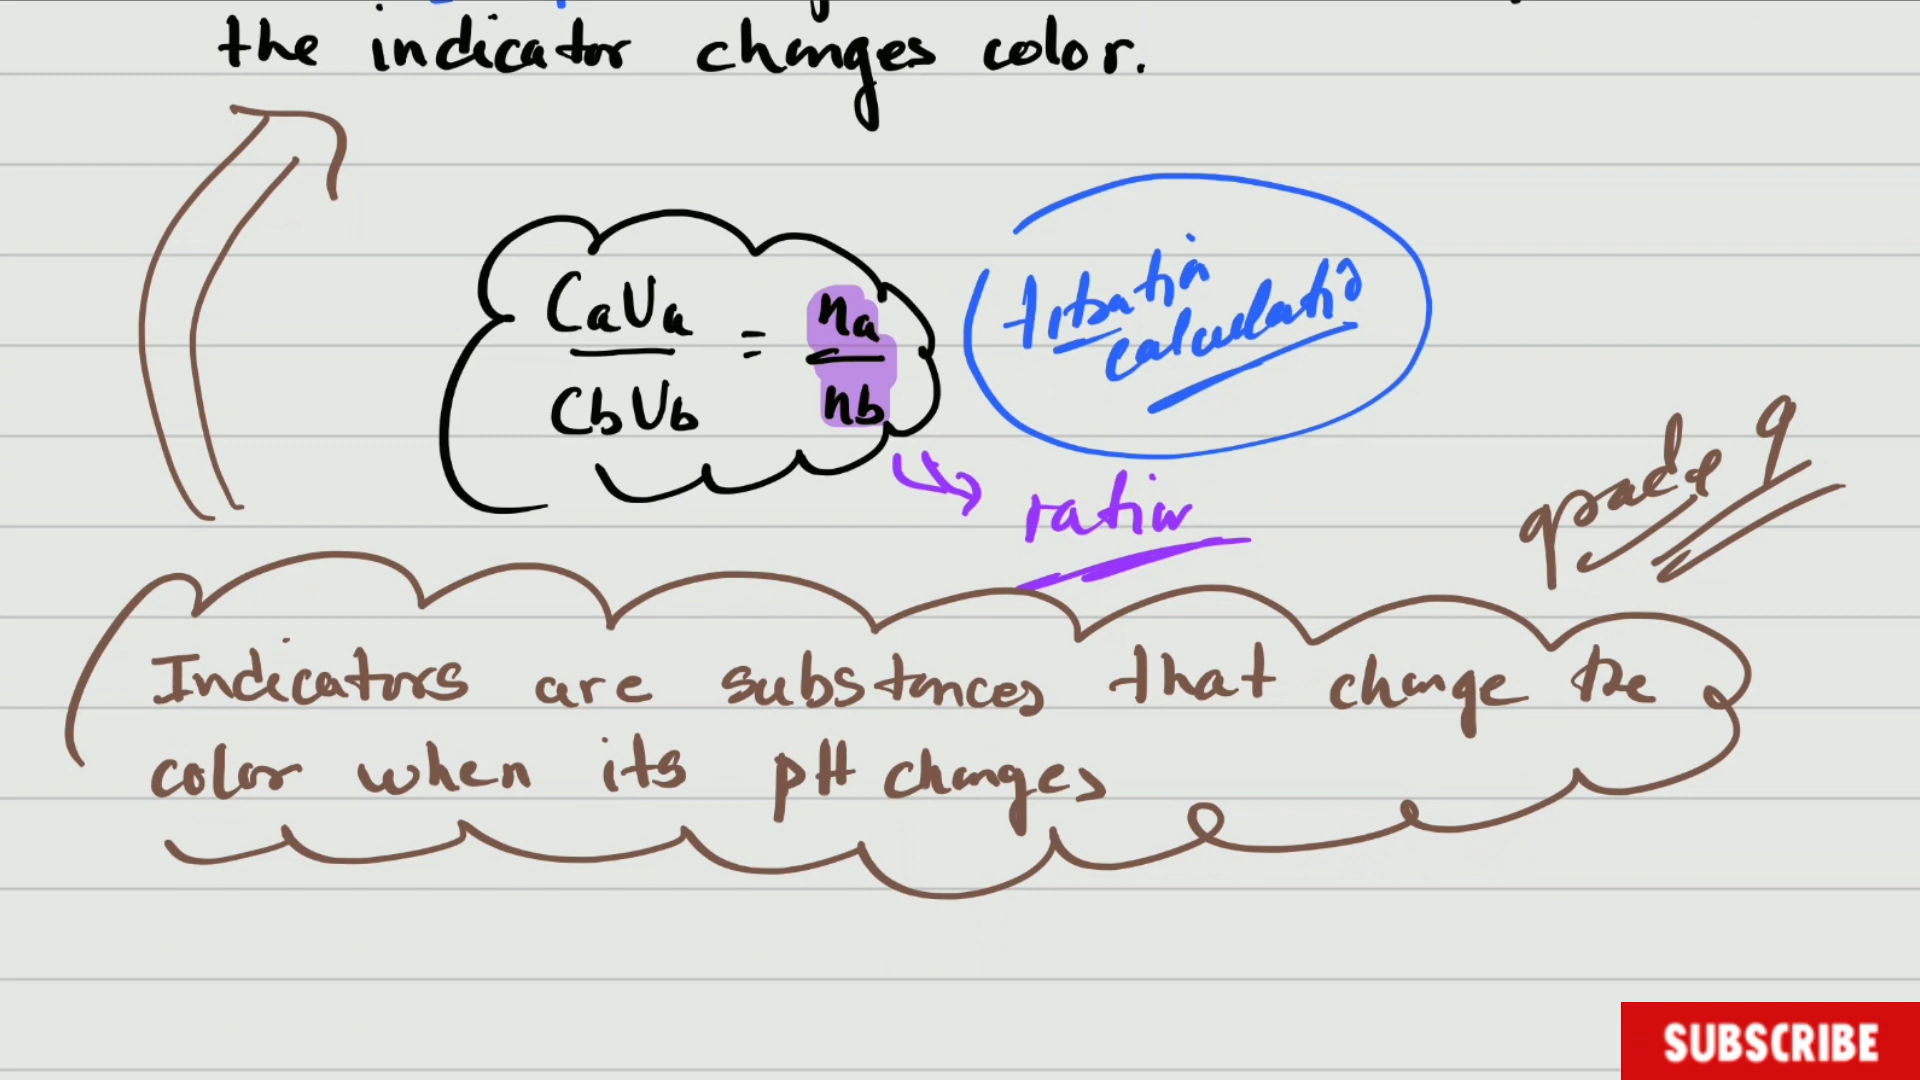 the indicator changes color.
CaVa = na
CbVb nb
titration
calculatio
ratio
grade 9
Indicators are substances that change the
color when its pH changes
SUBSCRIBE